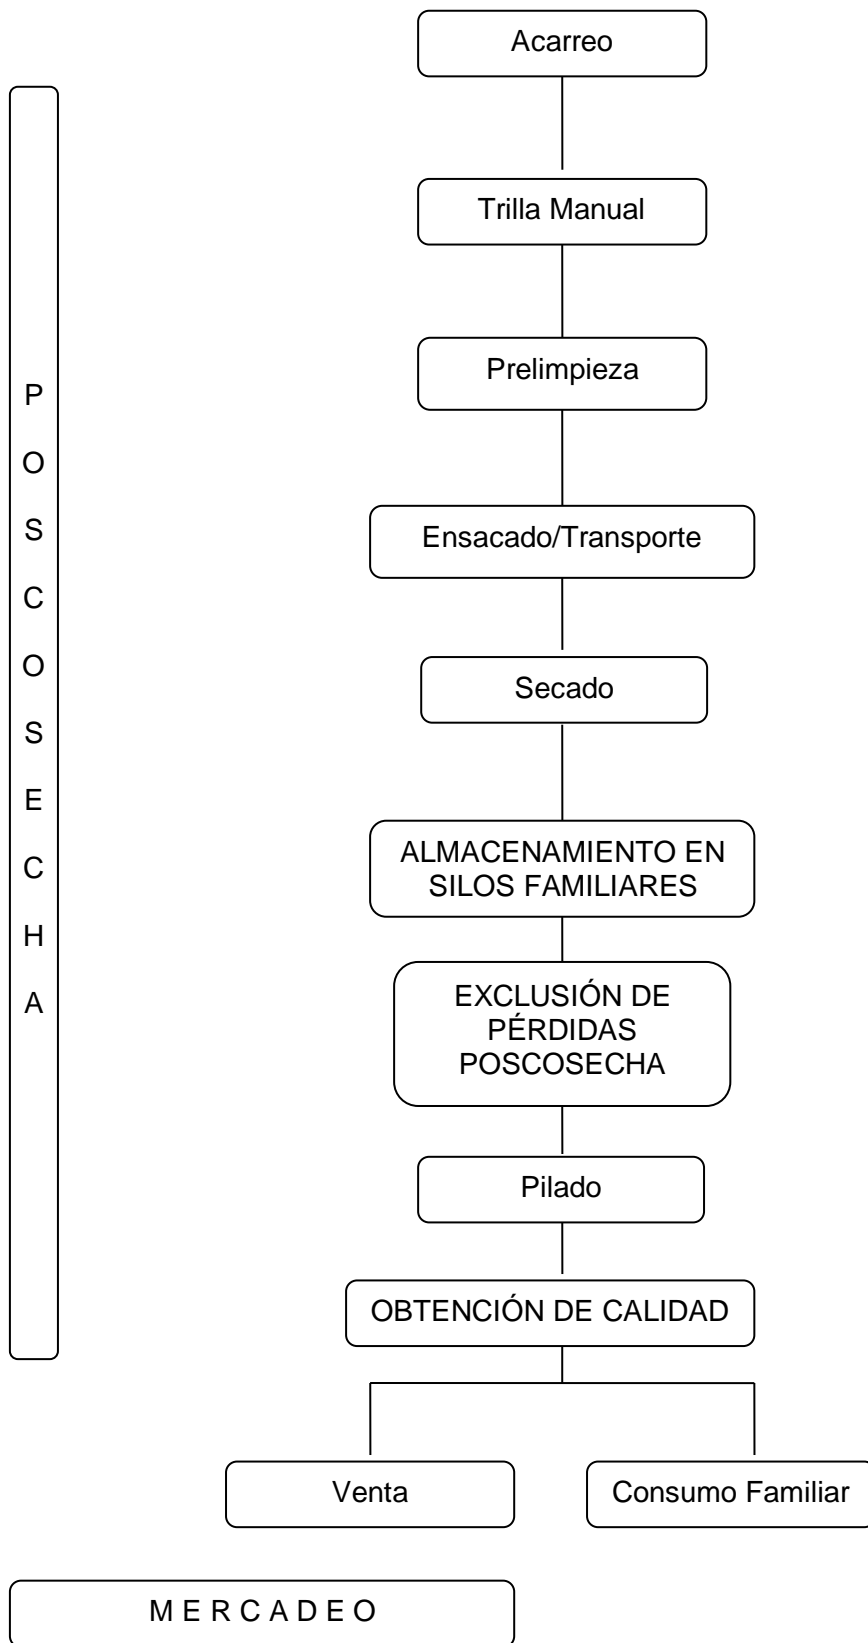 Acarreo
Trilla Manual
Prelimpieza
Ensacado/Transporte
Secado
ALMACENAMIENTO EN
SILOS FAMILIARES
EXCLUSIÓN DE
PÉRDIDAS
POSCOSECHA
Pilado
OBTENCIÓN DE CALIDAD
Venta
Consumo Familiar
P
O
S
C
O
S
E
C
H
A
M E R C A D E O